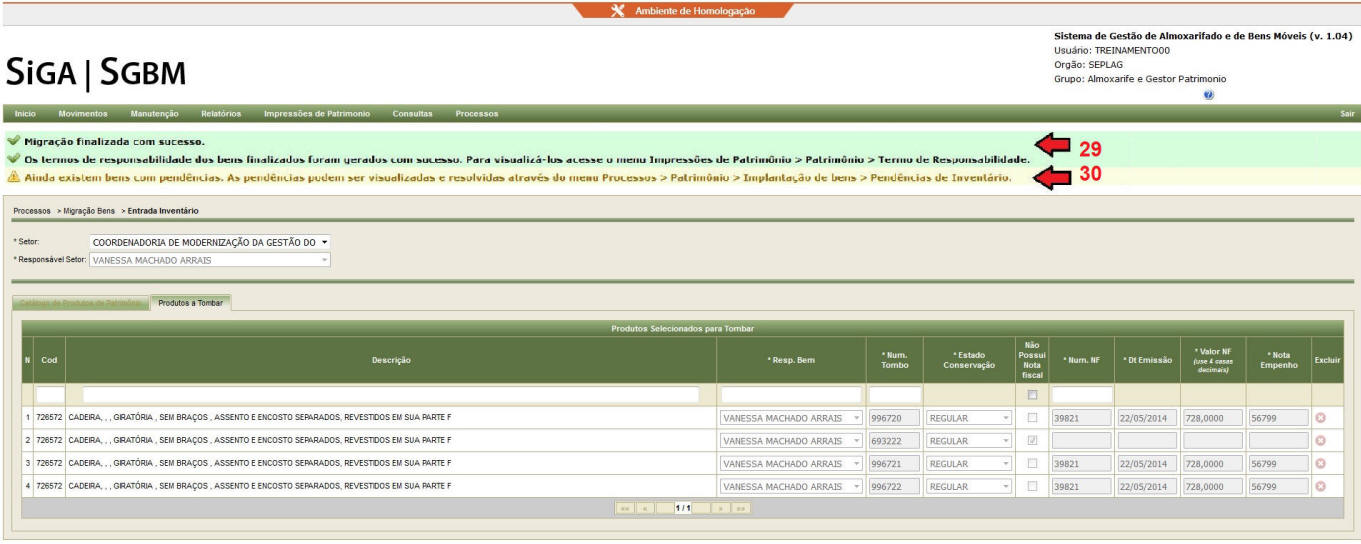 Ambiente de Homologação
Sistema de Gestão de Almoxarifado e de Bens Móveis (v. 1.04)
Usuário: TREINAMENTO00
Orgão: SEPLAG
Grupo: Almoxarife e Gestor Patrimonio
SiGA | SGBM
Inicio Movimentos Manutenção Relatórios Impressões de Patrimonio Consultas Processos Sair
Migração finalizada com sucesso.
29
Os termos de responsabilidade dos bens finalizados foram gerados com sucesso. Para visualizá-los acesse o menu Impressões de Patrimônio > Patrimônio > Termo de Responsabilidade.
Ainda existem bens com pendências. As pendências podem ser visualizadas e resolvidas através do menu Processos > Patrimônio > Implantação de bens > Pendências de Inventário.
30
Processos > Migração Bens > Entrada Inventário
* Setor: COORDENADORIA DE MODERNIZAÇÃO DA GESTÃO DO
* Responsável Setor: VANESSA MACHADO ARRAIS
Catálogo de Produtos de Patrimônio Produtos a Tombar
Produtos Selecionados para Tombar
N Cod Descrição * Resp. Bem * Num. Tombo * Estado Conservação Não Possui Nota fiscal * Num. NF * Dt Emissão * Valor NF (use 4 casas decimais) * Nota Empenho Excluir
1 726572 CADEIRA, , , GIRATÓRIA , SEM BRAÇOS , ASSENTO E ENCOSTO SEPARADOS, REVESTIDOS EM SUA PARTE F VANESSA MACHADO ARRAIS 996720 REGULAR 39821 22/05/2014 728,0000 56799
2 726572 CADEIRA, , , GIRATÓRIA , SEM BRAÇOS , ASSENTO E ENCOSTO SEPARADOS, REVESTIDOS EM SUA PARTE F VANESSA MACHADO ARRAIS 693222 REGULAR
3 726572 CADEIRA, , , GIRATÓRIA , SEM BRAÇOS , ASSENTO E ENCOSTO SEPARADOS, REVESTIDOS EM SUA PARTE F VANESSA MACHADO ARRAIS 996721 REGULAR 39821 22/05/2014 728,0000 56799
4 726572 CADEIRA, , , GIRATÓRIA , SEM BRAÇOS , ASSENTO E ENCOSTO SEPARADOS, REVESTIDOS EM SUA PARTE F VANESSA MACHADO ARRAIS 996722 REGULAR 39821 22/05/2014 728,0000 56799
«« « 1 / 1 » »»